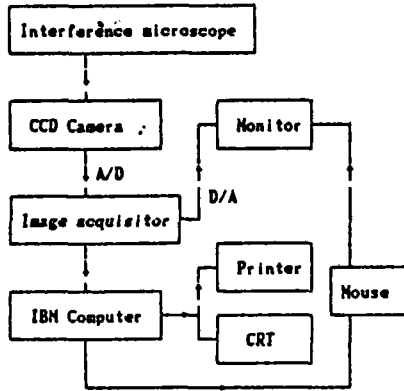 Interference microscope
CCD Camera
Monitor
A/D
D/A
Image acquisitor
Printer
Mouse
IBM Computer
CRT